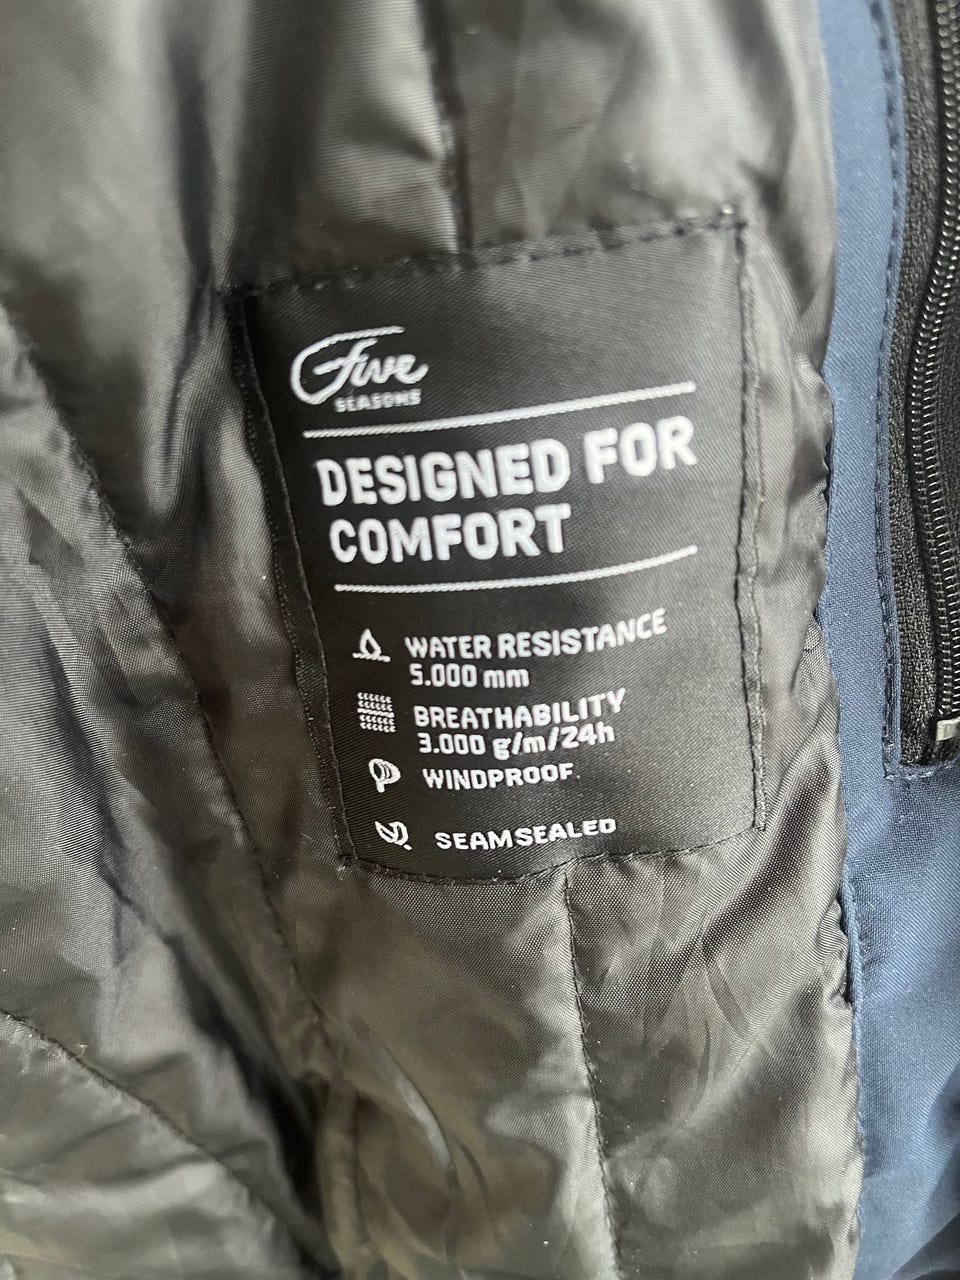 Five
SEASONS
DESIGNED FOR
COMFORT
WATER RESISTANCE
5.000 mm
BREATHABILITY
3.000 g/m/24h
WINDPROOF.
SEAMSEALED